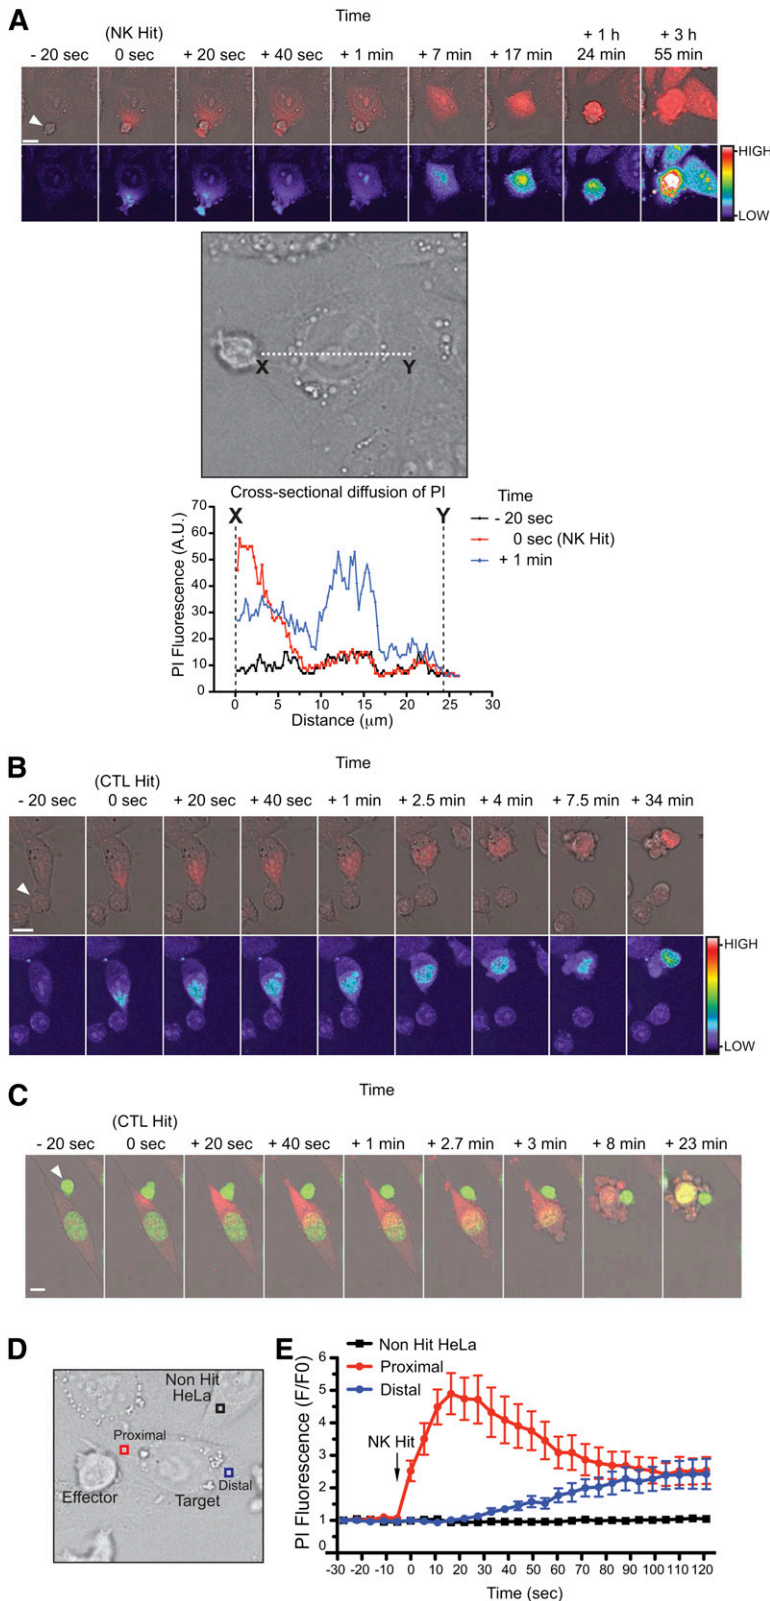 A
Time
(NK Hit)
- 20 sec 0 sec + 20 sec + 40 sec + 1 min + 7 min + 17 min + 1 h 24 min + 3 h 55 min
HIGH
LOW
X Y
Cross-sectional diffusion of PI
X Y
PI Fluorescence (A.U.)
70
60
50
40
30
20
10
0
0 5 10 15 20 25 30
Distance (μm)
Time
- 20 sec
0 sec (NK Hit)
+ 1 min
B
Time
(CTL Hit)
- 20 sec 0 sec + 20 sec + 40 sec + 1 min + 2.5 min + 4 min + 7.5 min + 34 min
HIGH
LOW
C
Time
(CTL Hit)
- 20 sec 0 sec + 20 sec + 40 sec + 1 min + 2.7 min + 3 min + 8 min + 23 min
D
Non Hit
HeLa
Proximal
Distal
Effector
Target
E
Non Hit HeLa
Proximal
Distal
NK Hit
PI Fluorescence (F/F0)
6
5
4
3
2
1
0
-30 -20 -10 0 10 20 30 40 50 60 70 80 90 100 110 120
Time (sec)